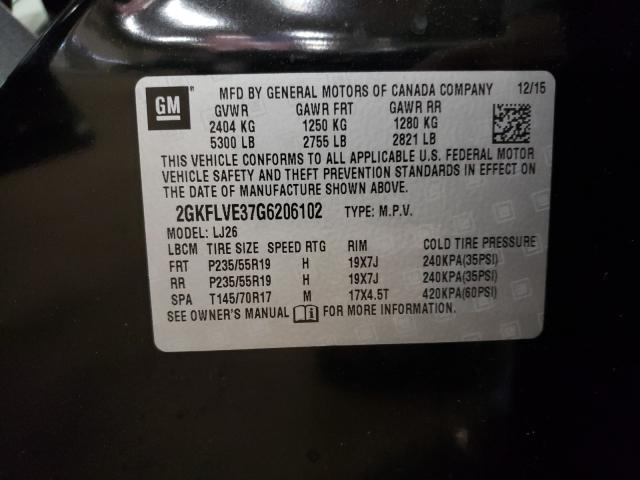 GM ® MFD BY GENERAL MOTORS OF CANADA COMPANY 12/15
GVWR GAWR FRT GAWR RR
2404 KG 1250 KG 1280 KG
5300 LB 2755 LB 2821 LB
THIS VEHICLE CONFORMS TO ALL APPLICABLE U.S. FEDERAL MOTOR
VEHICLE SAFETY AND THEFT PREVENTION STANDARDS IN EFFECT ON
THE DATE OF MANUFACTURE SHOWN ABOVE.
2GKFLVE37G6206102 TYPE: M.P.V.
MODEL: LJ26
LBCM TIRE SIZE SPEED RTG RIM COLD TIRE PRESSURE
FRT P235/55R19 H 19X7J 240KPA(35PSI)
RR P235/55R19 H 19X7J 240KPA(35PSI)
SPA T145/70R17 M 17X4.5T 420KPA(60PSI)
SEE OWNER'S MANUAL i FOR MORE INFORMATION.